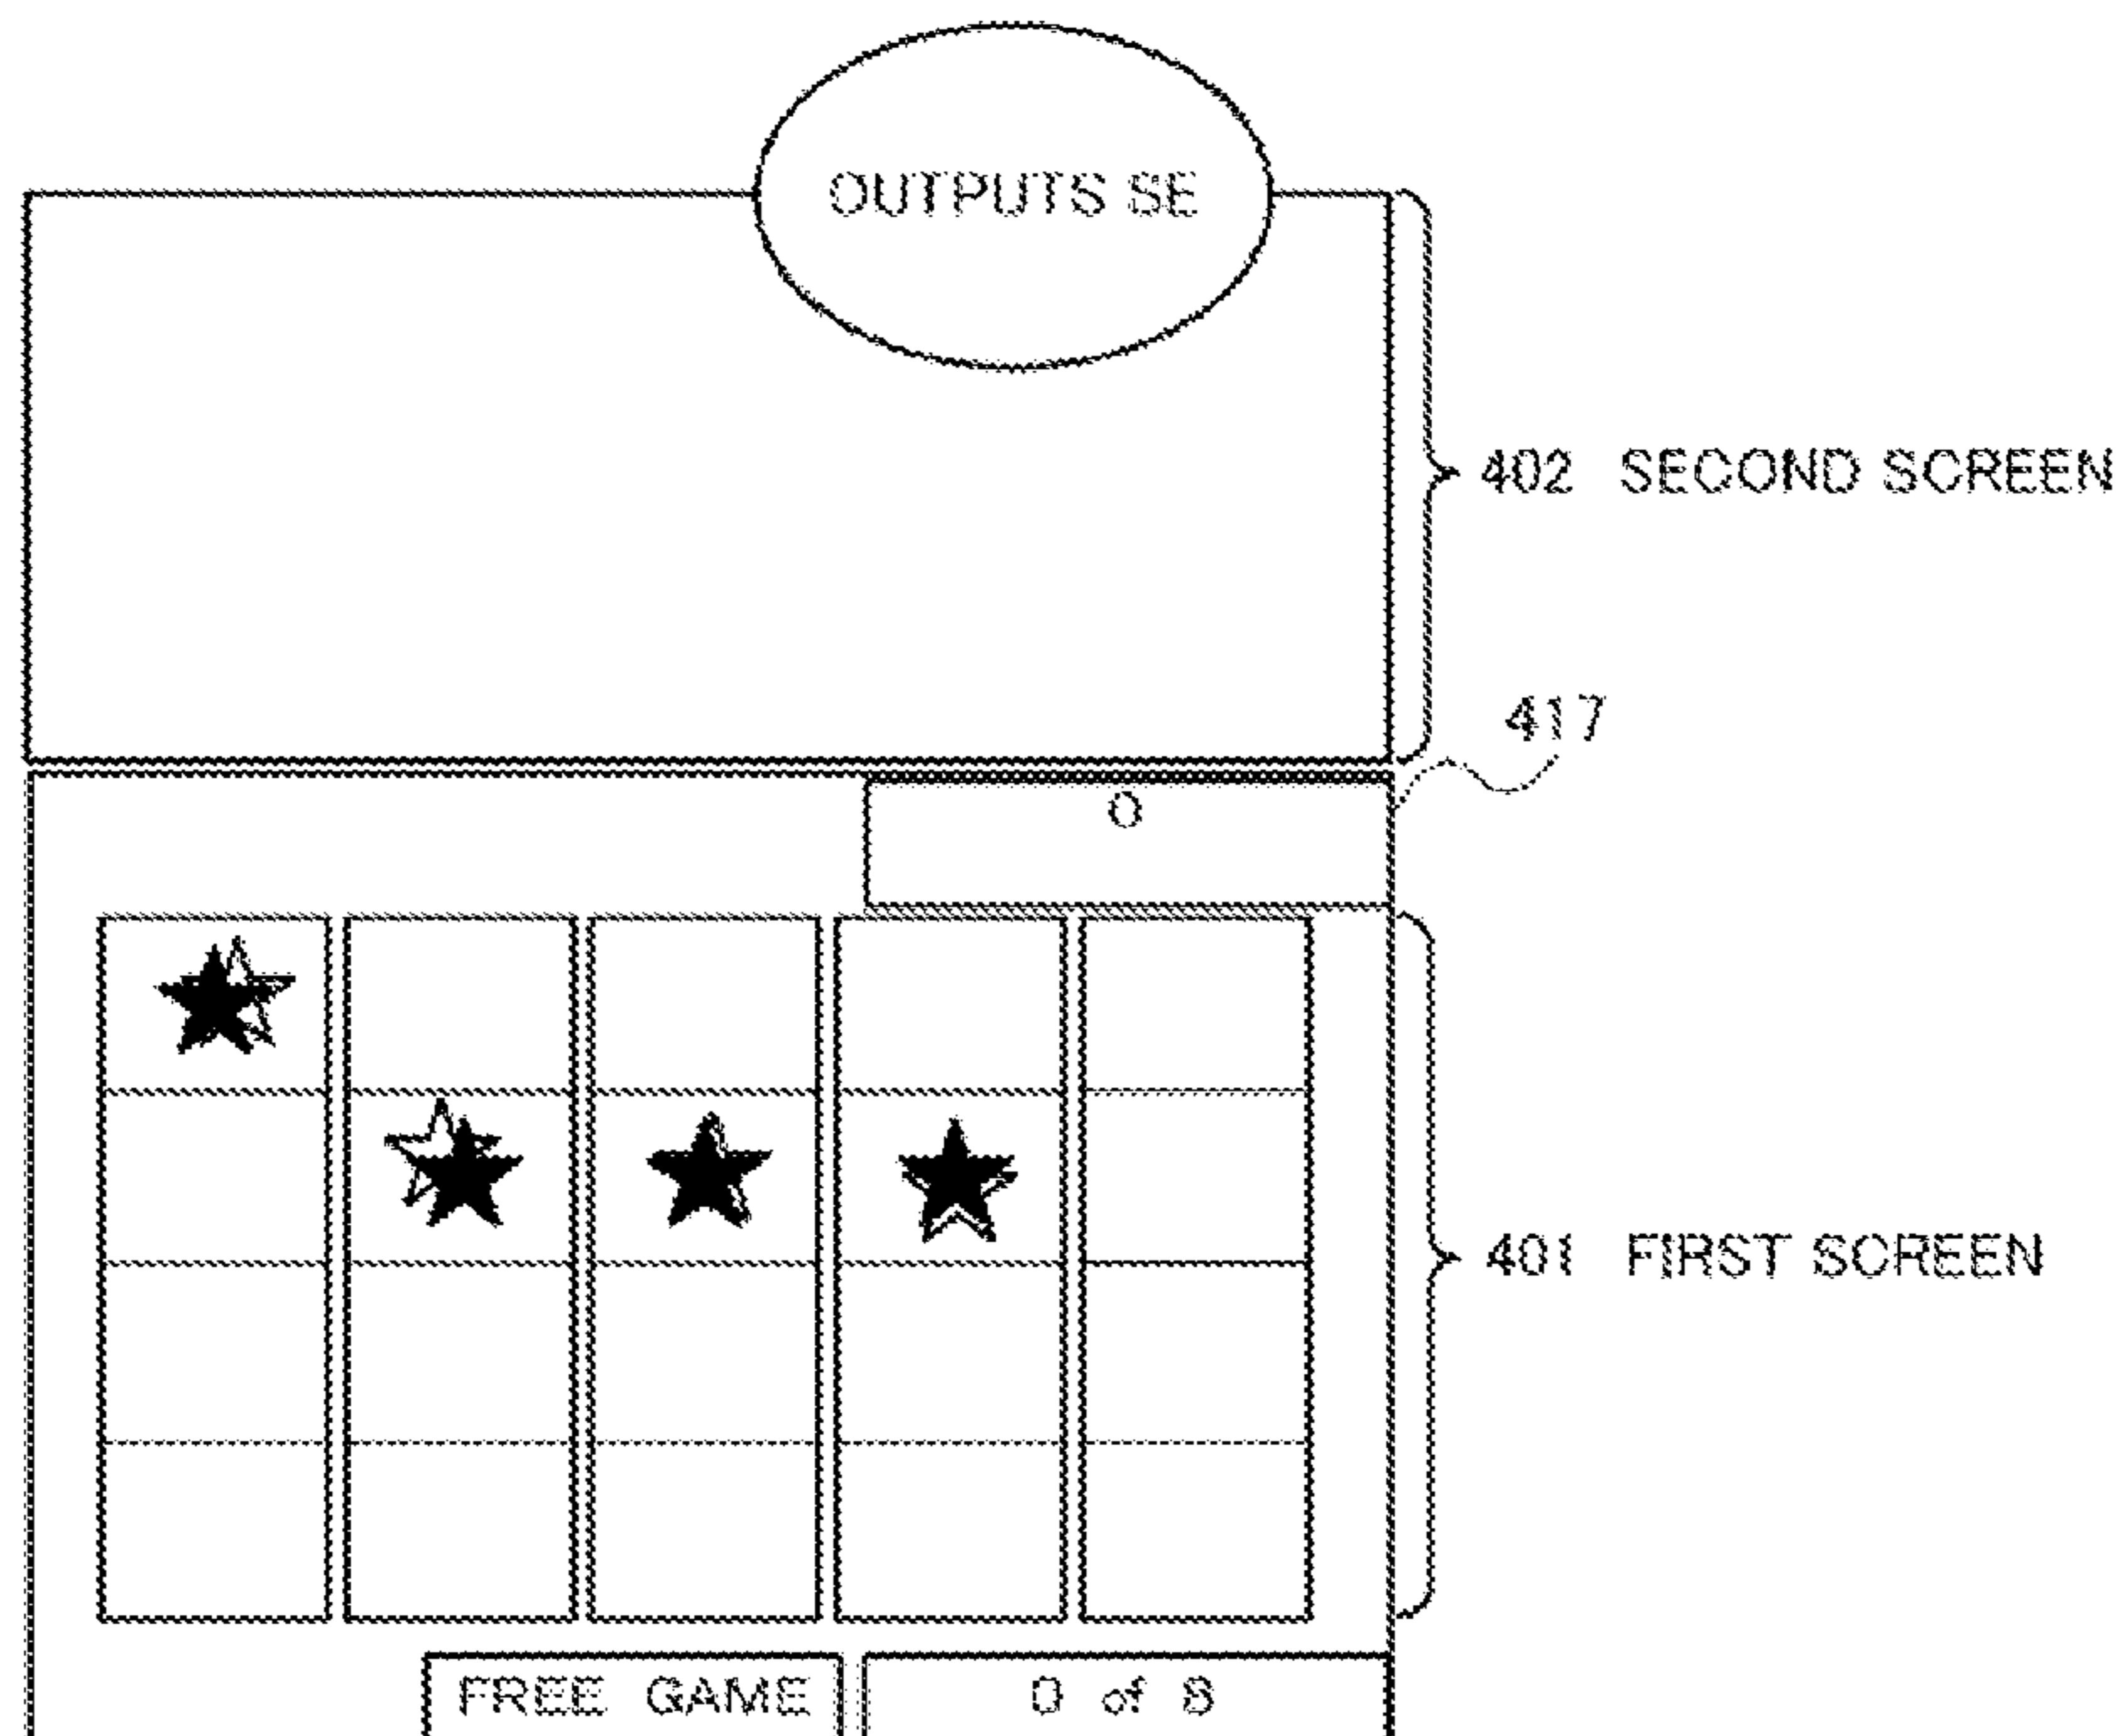 OUTPUTS SE
402 SECOND SCREEN
417
0
401 FIRST SCREEN
FREE GAME
0 of 8